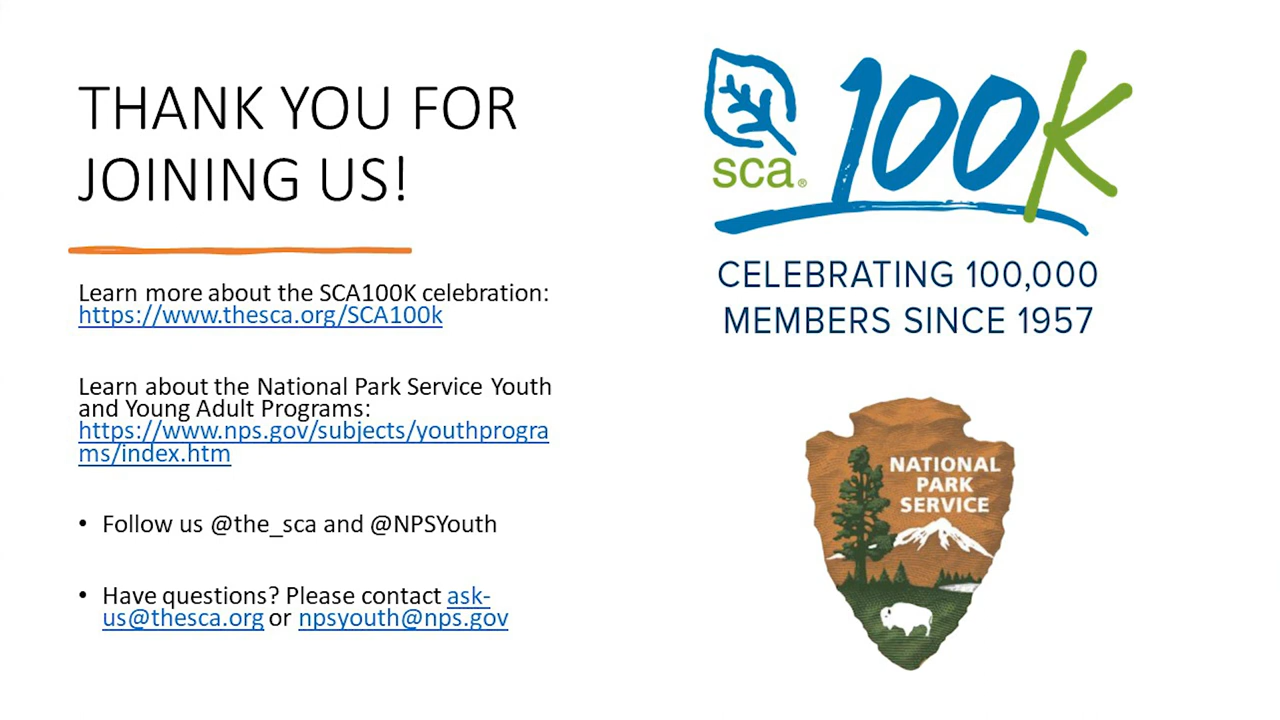 THANK YOU FOR
JOINING US!
Learn more about the SCA100K celebration:
https://www.thesca.org/SCA100k
Learn about the National Park Service Youth
and Young Adult Programs:
https://www.nps.gov/subjects/youthprogra
ms/index.htm
• Follow us @the_sca and @NPSYouth
• Have questions? Please contact ask-
us@thesca.org or npsyouth@nps.gov
sca® 100K
CELEBRATING 100,000
MEMBERS SINCE 1957
NATIONAL
PARK
SERVICE